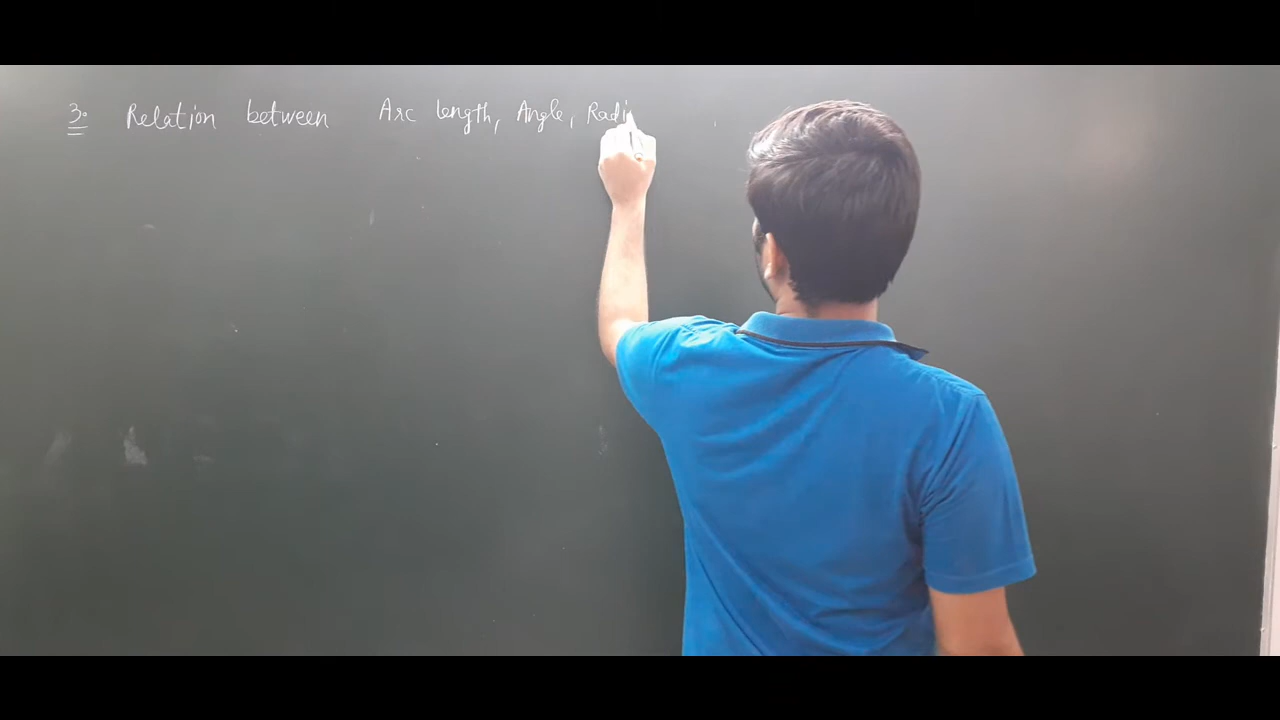 3. Relation between Arc length, Angle, Radi